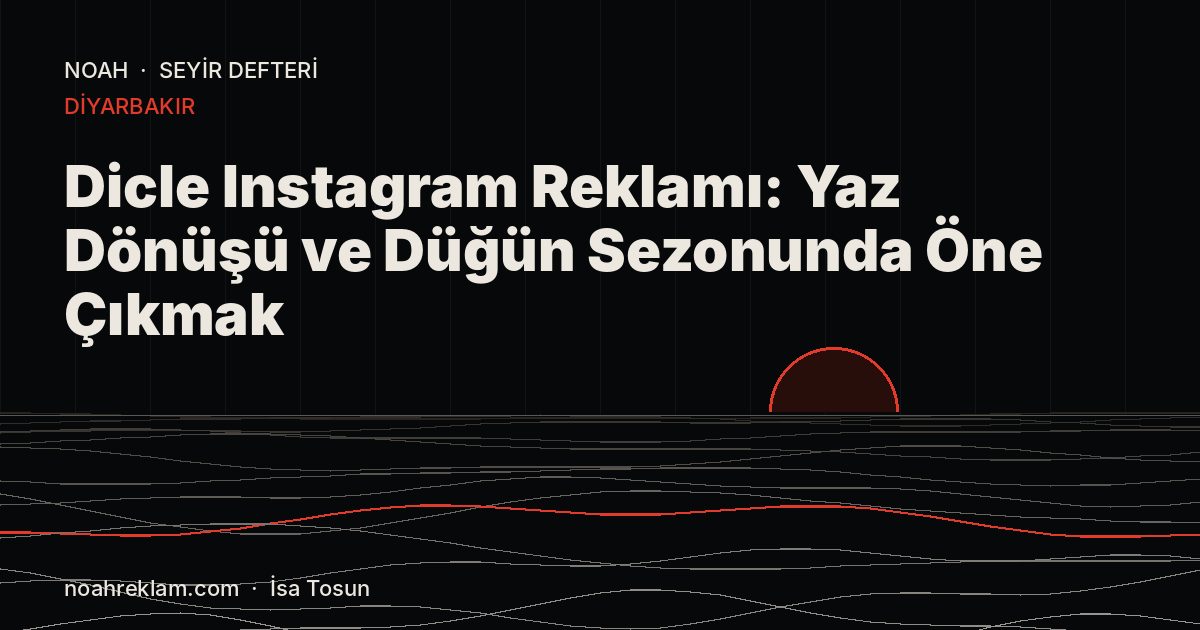 NOAH · SEYİR DEFTERİ
DİYARBAKIR
Dicle Instagram Reklamı: Yaz
Dönüşü ve Düğün Sezonunda Öne
Çıkmak
noahreklam.com · İsa Tosun